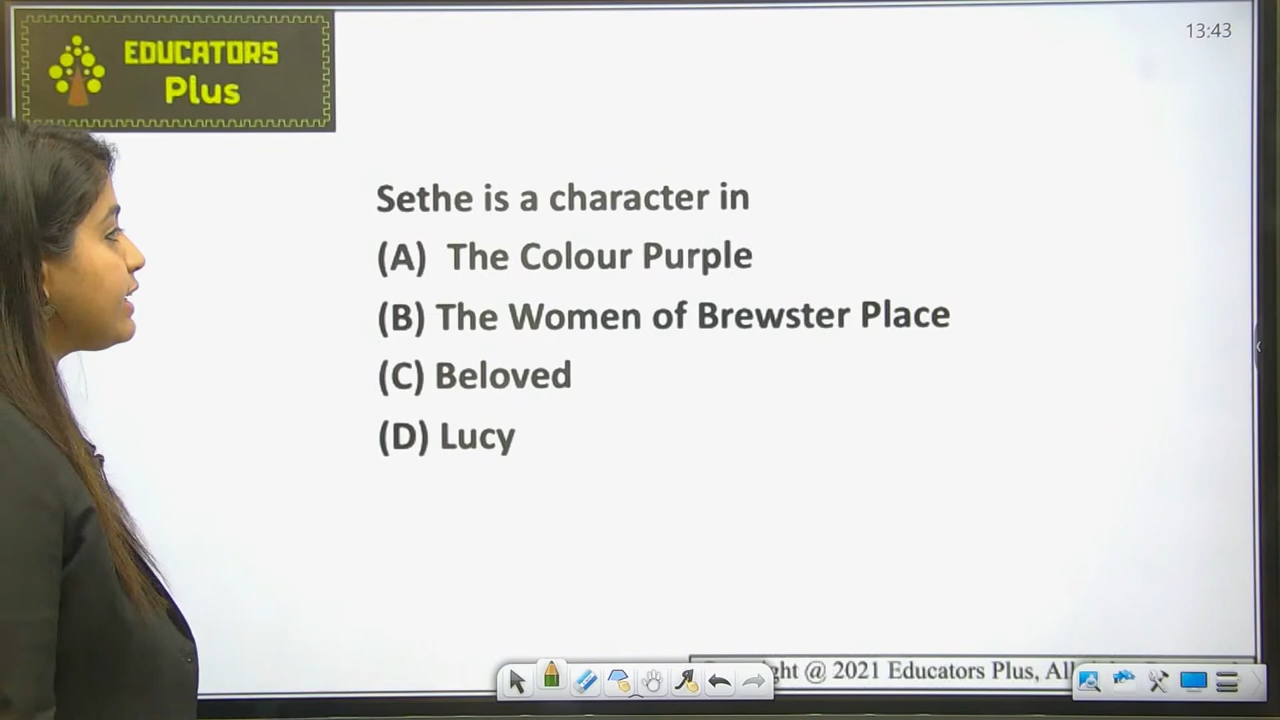 EDUCATORS
Plus
13:43
Sethe is a character in
(A) The Colour Purple
(B) The Women of Brewster Place
(C) Beloved
(D) Lucy
ght @ 2021 Educators Plus, All